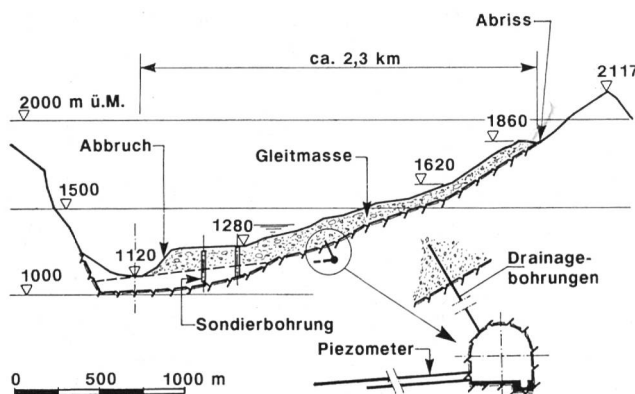 Abriss
ca. 2,3 km
2117
2000 m ü.M.
1860
Abbruch
Gleitmasse
1620
1500
1280
1120
1000
Drainage-
bohrungen
Sondierbohrung
Piezometer
0 500 1000 m